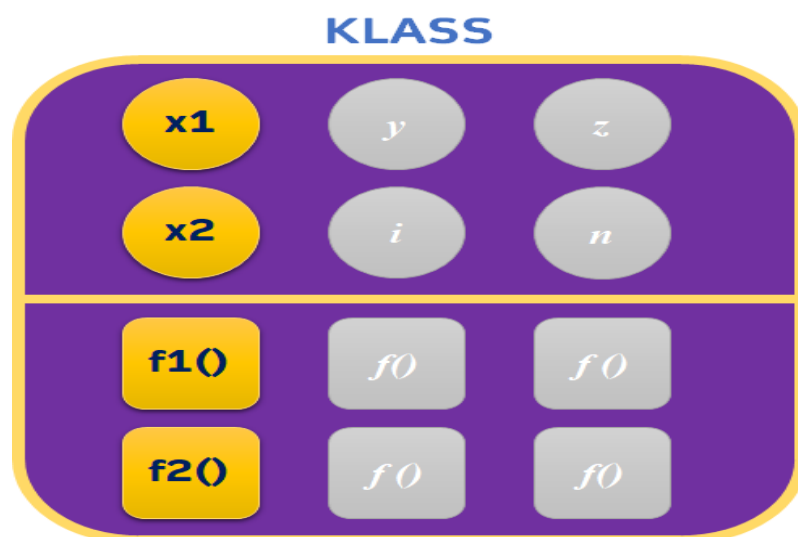 KLASS
x1 y z
x2 i n
f1() f() f ()
f2() f () f()